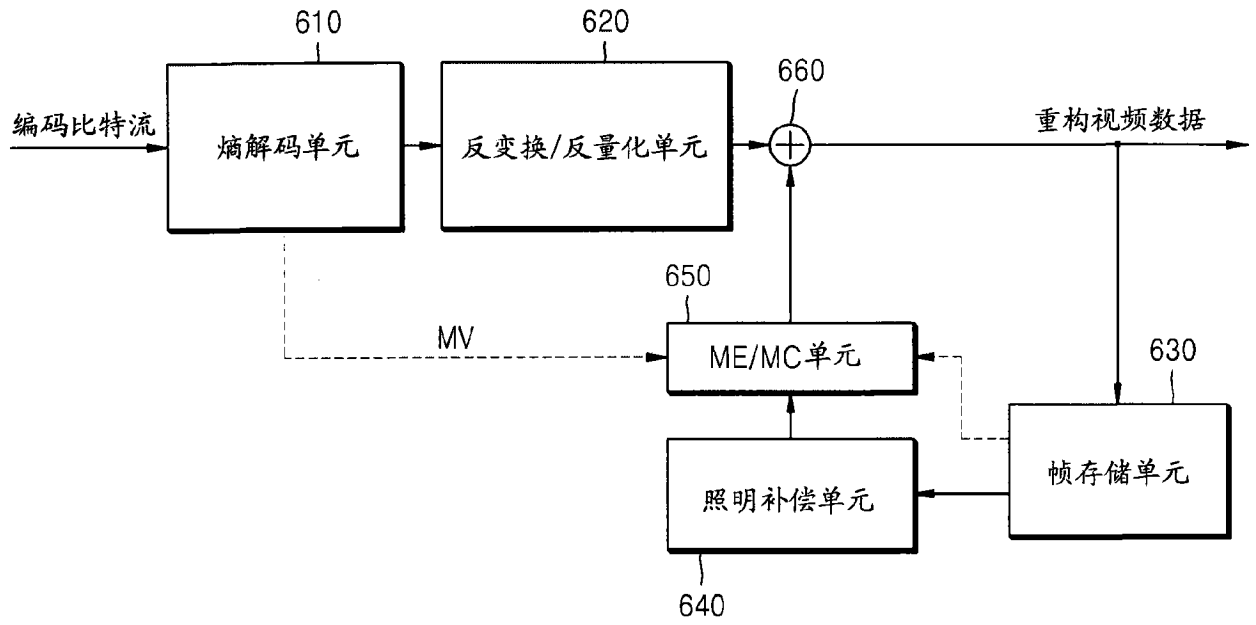 610
620
660
编码比特流
熵解码单元
反变换/反量化单元
重构视频数据
650
MV
ME/MC单元
630
照明补偿单元
帧存储单元
640